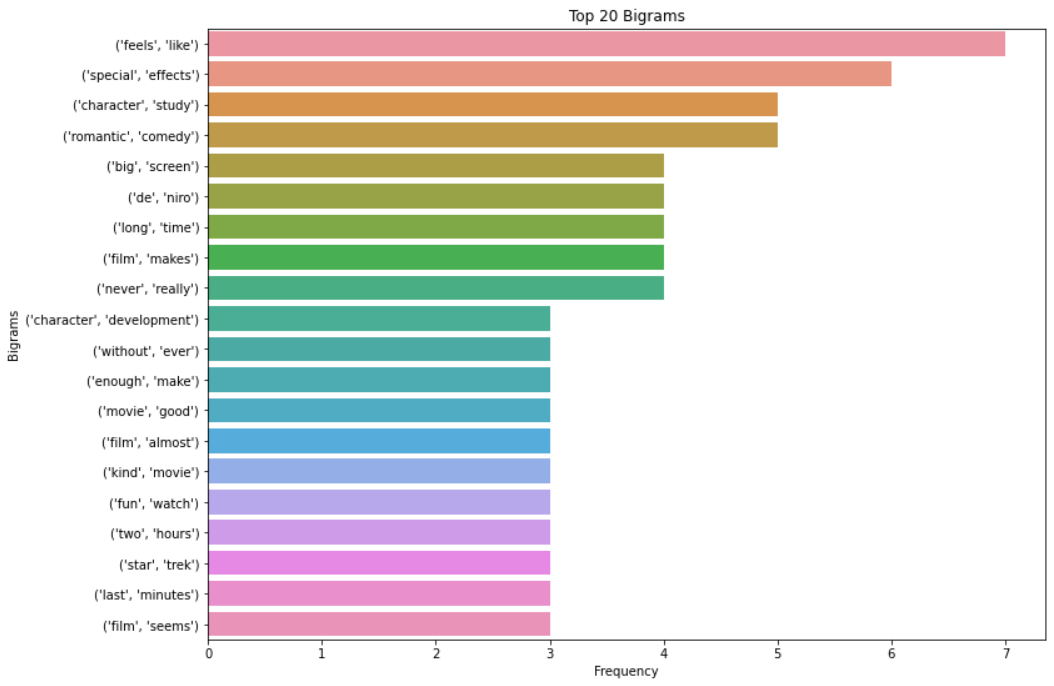 Top 20 Bigrams
('feels', 'like')
('special', 'effects')
('character', 'study')
('romantic', 'comedy')
('big', 'screen')
('de', 'niro')
('long', 'time')
('film', 'makes')
('never', 'really')
('character', 'development')
('without', 'ever')
('enough', 'make')
('movie', 'good')
('film', 'almost')
('kind', 'movie')
('fun', 'watch')
('two', 'hours')
('star', 'trek')
('last', 'minutes')
('film', 'seems')
Bigrams
0 1 2 3 4 5 6 7
Frequency